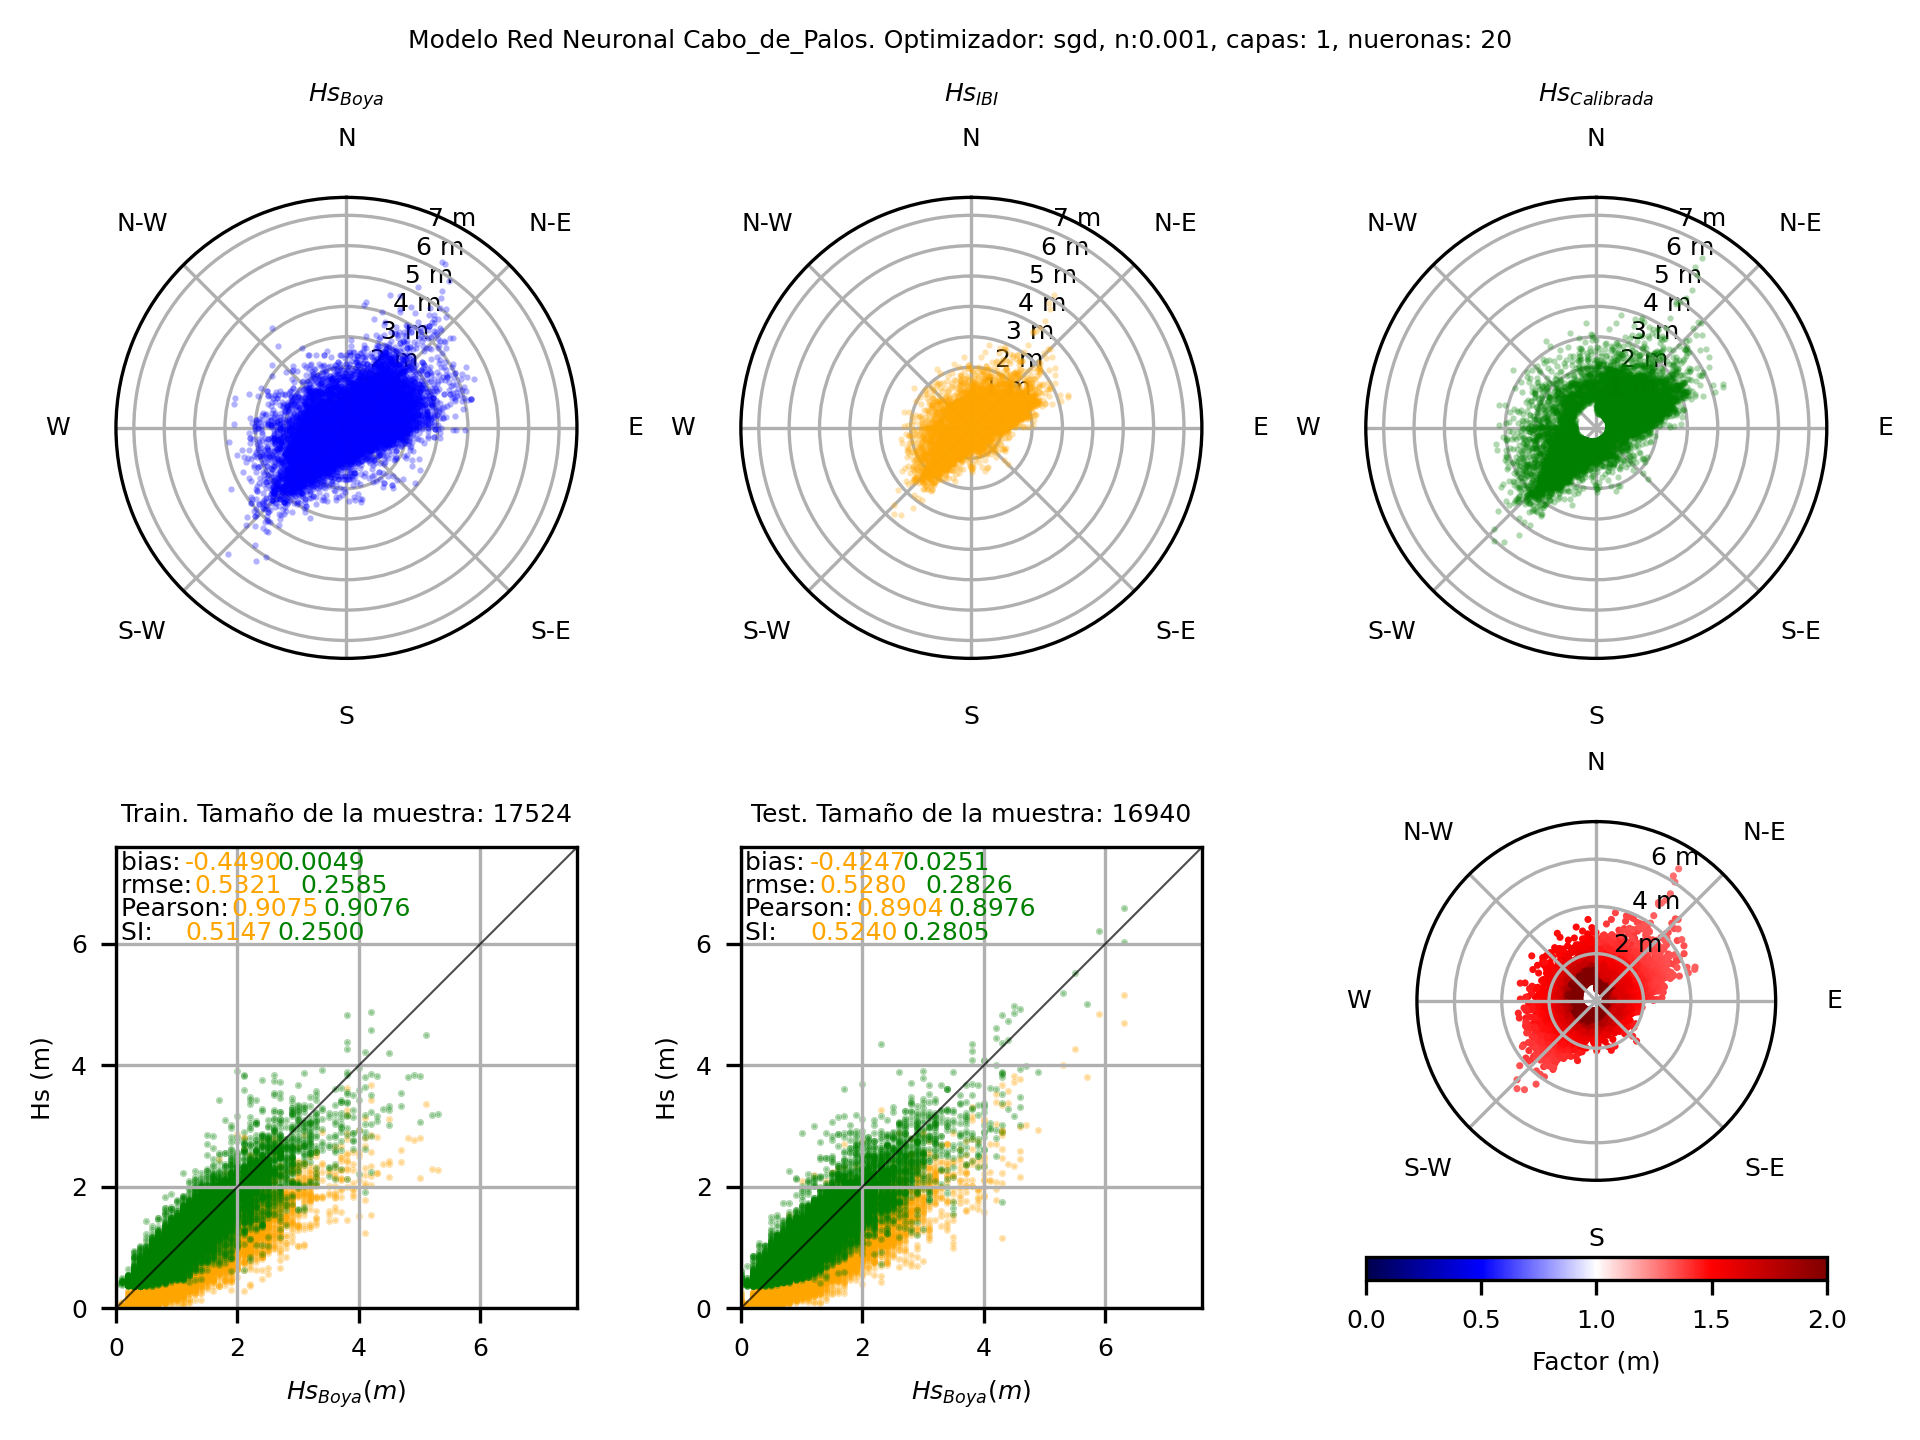 Modelo Red Neuronal Cabo_de_Palos. Optimizador: sgd, n:0.001, capas: 1, nueronas: 20
Hs_Boya
N
N-E
E
S-E
S
S-W
W
N-W
7 m
6 m
5 m
4 m
3 m
2 m
Hs_IBI
N
N-E
E
S-E
S
S-W
W
N-W
7 m
6 m
5 m
4 m
3 m
2 m
Hs_Calibrada
N
N-E
E
S-E
S
S-W
W
N-W
7 m
6 m
5 m
4 m
3 m
2 m
Train. Tamaño de la muestra: 17524
bias: -0.4490 0.0049
rmse: 0.5321 0.2585
Pearson: 0.9075 0.9076
SI: 0.5147 0.2500
Hs (m)
6
4
2
0
0 2 4 6
Hs_Boya(m)
Test. Tamaño de la muestra: 16940
bias: -0.4247 0.0251
rmse: 0.5280 0.2826
Pearson: 0.8904 0.8976
SI: 0.5240 0.2805
Hs (m)
6
4
2
0
0 2 4 6
Hs_Boya(m)
N
N-E
E
S-E
S
S-W
W
N-W
6 m
4 m
2 m
0.0 0.5 1.0 1.5 2.0
Factor (m)